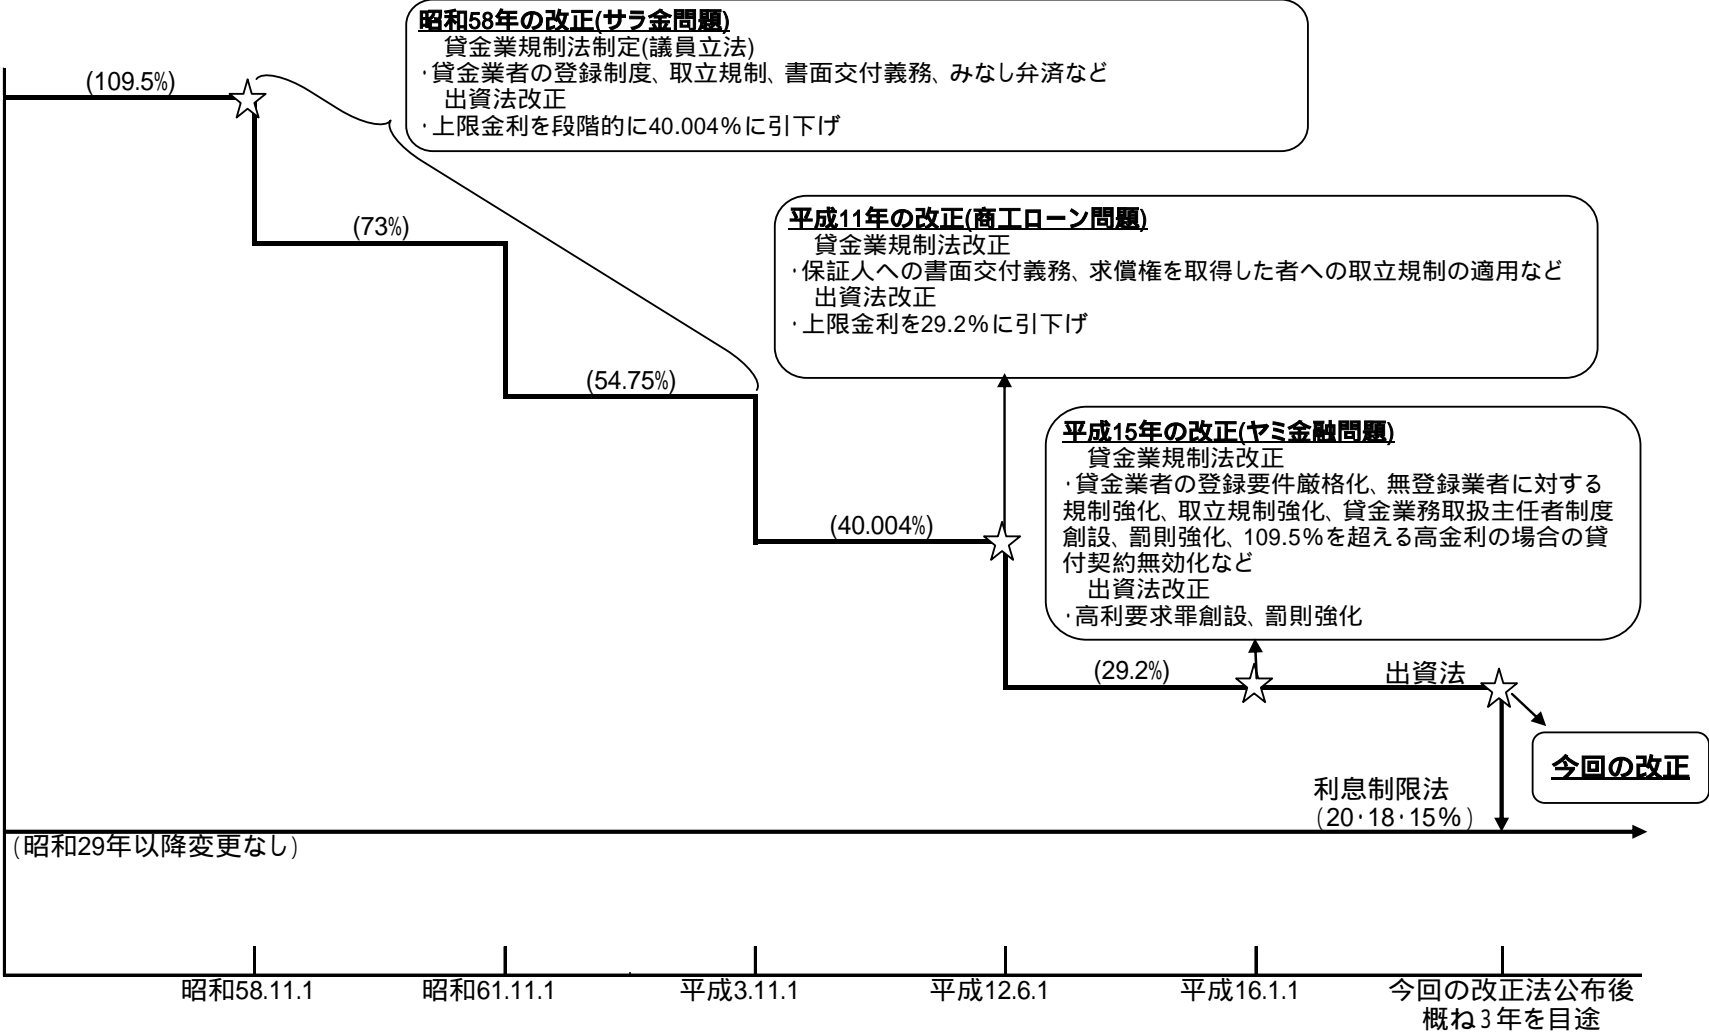 昭和58年の改正(サラ金問題)
貸金業規制法制定(議員立法)
・貸金業者の登録制度、取立規制、書面交付義務、みなし弁済など
出資法改正
・上限金利を段階的に40.004％に引下げ
(109.5%)
(73%)
平成11年の改正(商工ローン問題)
貸金業規制法改正
・保証人への書面交付義務、求償権を取得した者への取立規制の適用など
出資法改正
・上限金利を29.2％に引下げ
(54.75%)
平成15年の改正(ヤミ金融問題)
貸金業規制法改正
・貸金業者の登録要件厳格化、無登録業者に対する
規制強化、取立規制強化、貸金業務取扱主任者制度
創設、罰則強化、109.5％を超える高金利の場合の貸
付契約無効化など
出資法改正
・高利要求罪創設、罰則強化
(40.004%)
(29.2%)
出資法
今回の改正
利息制限法
(20・18・15％)
(昭和29年以降変更なし)
昭和58.11.1
昭和61.11.1
平成3.11.1
平成12.6.1
平成16.1.1
今回の改正法公布後
概ね3年を目途